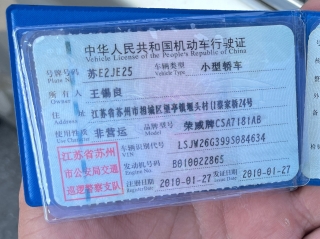 中华人民共和国机动车行驶证
Vehicle License of the People's Republic of China
号牌号码 苏E2JE25 车辆类型 小型轿车
Plate No. Vehicle Type
所有人 王锡良
Owner
住址 江苏省苏州市相城区
Address
使用性质 非营运 品牌型号 荣威牌CSA7181AB
Use Character Model
江苏省苏州
市公安局交通
巡逻警察支队
车辆识别代号 LSJW26G399S084634
VIN
发动机号码 B010022865
Engine No.
注册日期 2010-01-27 发证日期 2010-01-27
Register Date Issue Date